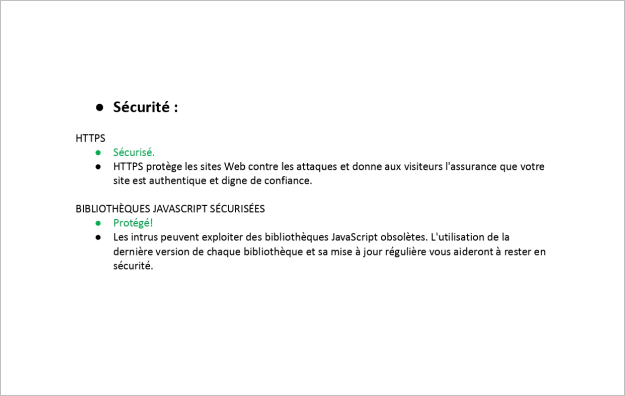 ● Sécurité :
HTTPS
● Sécurisé.
● HTTPS protège les sites Web contre les attaques et donne aux visiteurs l'assurance que votre
site est authentique et digne de confiance.
BIBLIOTHÈQUES JAVASCRIPT SÉCURISÉES
● Protégé!
● Les intrus peuvent exploiter des bibliothèques JavaScript obsolètes. L'utilisation de la
dernière version de chaque bibliothèque et sa mise à jour régulière vous aideront à rester en
sécurité.